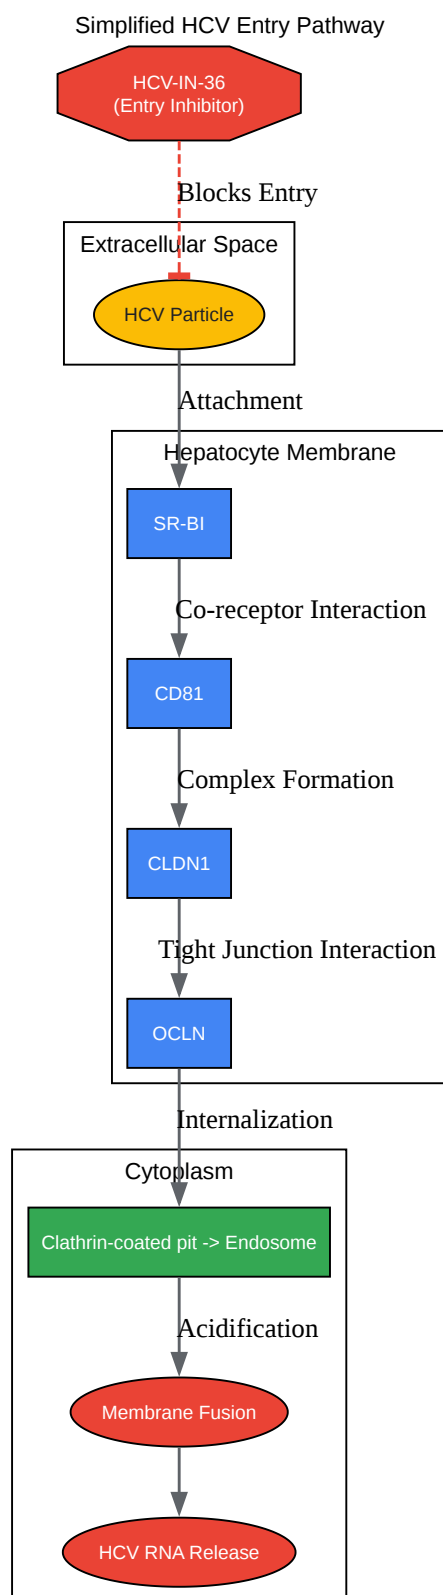 Simplified HCV Entry Pathway
HCV-IN-36
(Entry Inhibitor)
Blocks Entry
Extracellular Space
HCV Particle
Attachment
Hepatocyte Membrane
SR-BI
Co-receptor Interaction
CD81
Complex Formation
CLDN1
Tight Junction Interaction
OCLN
Internalization
Cytoplasm
Clathrin-coated pit -> Endosome
Acidification
Membrane Fusion
HCV RNA Release